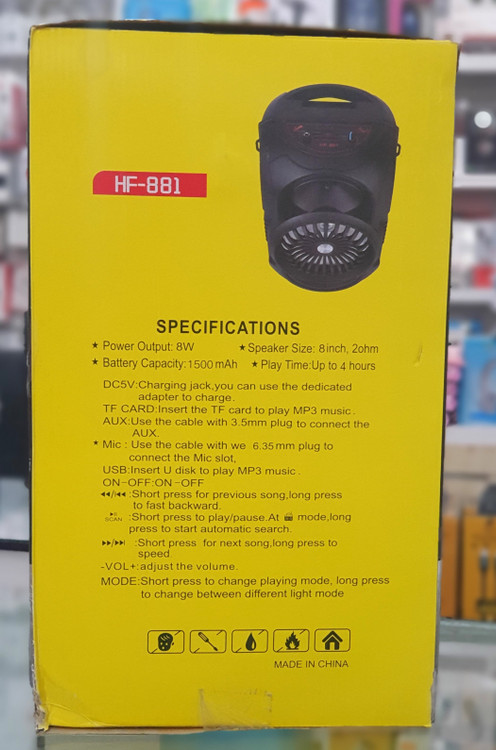 HF-881
SPECIFICATIONS
★ Power Output: 8W ★ Speaker Size: 8inch, 2ohm
★ Battery Capacity: 1500mAh ★ Play Time: Up to 4 hours
DC5V:Charging jack,you can use the dedicated
adapter to charge.
TF CARD:Insert the TF card to play MP3 music.
AUX:Use the cable with 3.5mm plug to connect the
AUX.
* Mic : Use the cable with we 6.35mm plug to
connect the Mic slot,
USB:Insert U disk to play MP3 music.
ON-OFF:ON-OFF
:Short press for previous song,long press
to fast backward.
SCAN :Short press to play/pause.At mode,long
press to start automatic search.
:Short press for next song,long press to
speed
-VOL+:adjust the volume.
MODE:Short press to change playing mode, long press
to change between different light mode
MADE IN CHINA